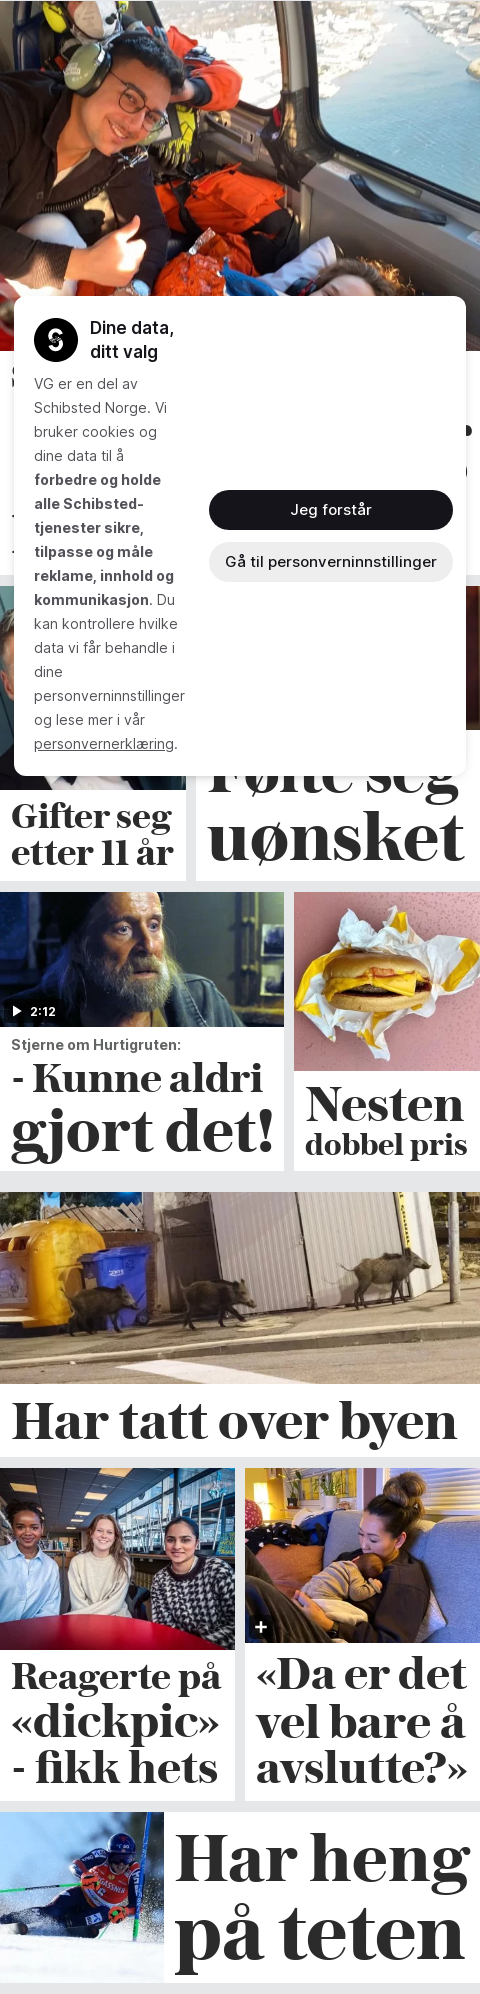 Dine data,
ditt valg
VG er en del av
Schibsted Norge. Vi
bruker cookies og
dine data til å
forbedre og holde
alle Schibsted-
tjenester sikre,
tilpasse og måle
reklame, innhold og
kommunikasjon. Du
kan kontrollere hvilke
data vi får behandle i
dine
personverninnstillinger
og lese mer i vår
personvernerklæring.
Jeg forstår
Gå til personverninnstillinger
Gifter seg
etter 11 år
Følte seg
uønsket
2:12
Stjerne om Hurtigruten:
- Kunne aldri
gjort det!
Nesten
dobbel pris
Har tatt over byen
Reagerte på
«dickpic»
- fikk hets
«Da er det
vel bare å
avslutte?»
Har heng
på teten